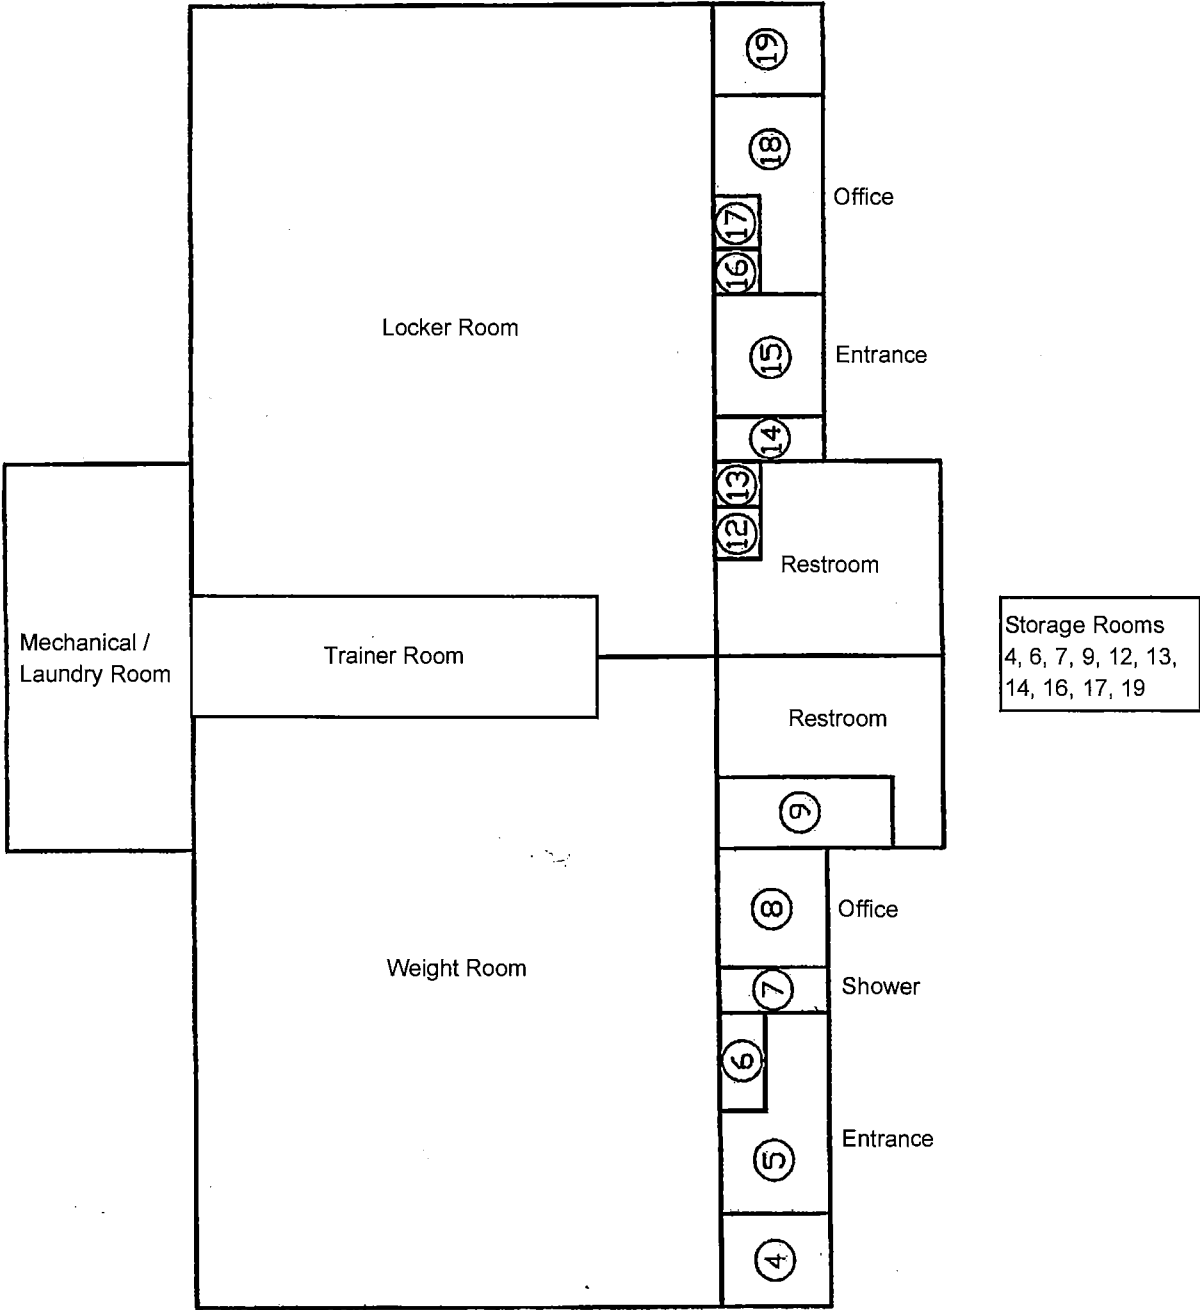 19
18
Office
17
16
Locker Room
15
Entrance
14
13
12
Restroom
Mechanical /
Laundry Room
Trainer Room
Storage Rooms
4, 6, 7, 9, 12, 13,
14, 16, 17, 19
Restroom
9
8
Office
Weight Room
7
Shower
6
Entrance
5
4